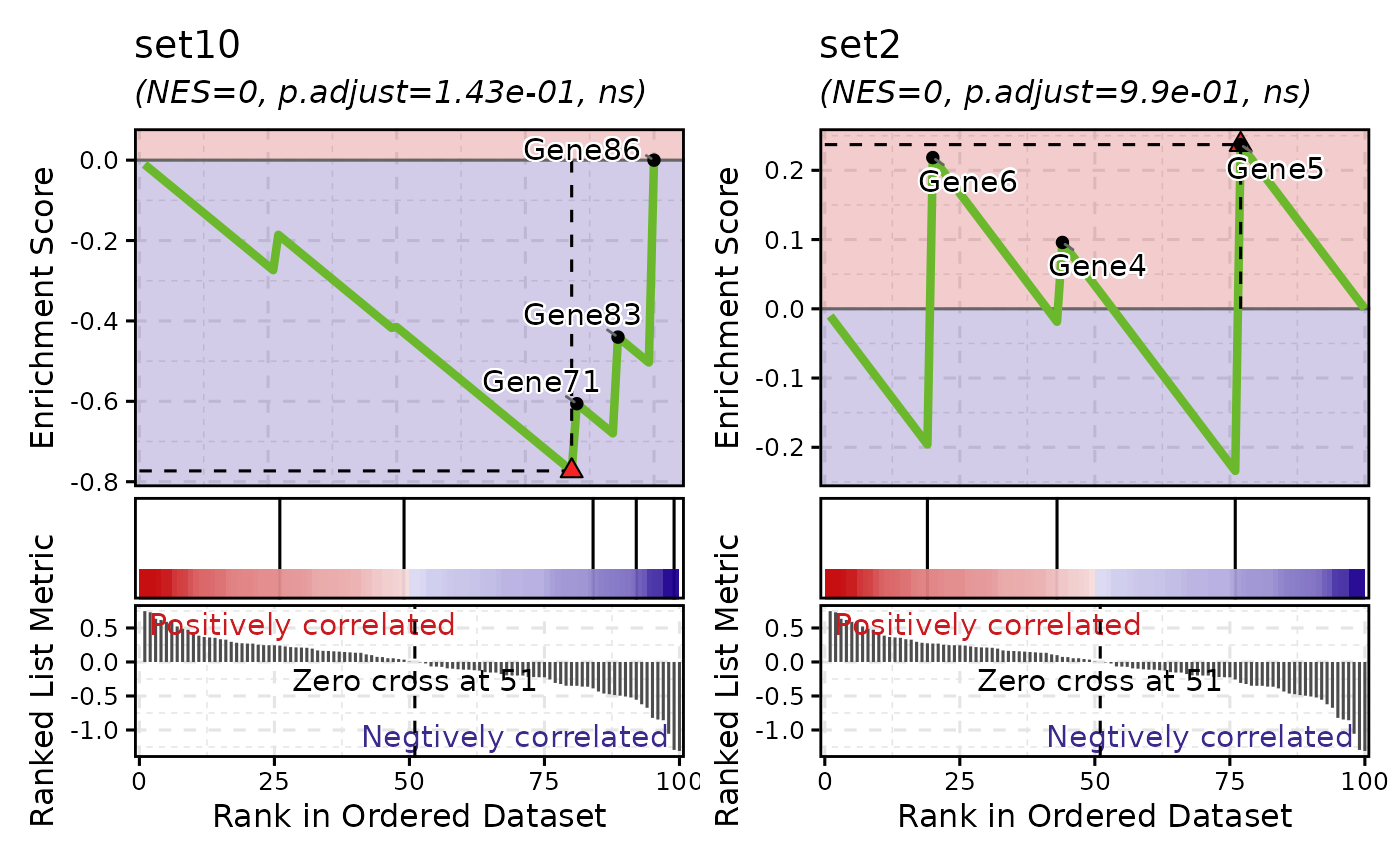 set10
(NES=0, p.adjust=1.43e-01, ns)
Enrichment Score
0.0
-0.2
-0.4
-0.6
-0.8
Gene86
Gene83
Gene71
Ranked List Metric
0.5
0.0
-0.5
-1.0
Positively correlated
Zero cross at 51
Negtively correlated
0 25 50 75 100
Rank in Ordered Dataset
set2
(NES=0, p.adjust=9.9e-01, ns)
Enrichment Score
0.2
0.1
0.0
-0.1
-0.2
Gene6
Gene5
Gene4
Ranked List Metric
0.5
0.0
-0.5
-1.0
Positively correlated
Zero cross at 51
Negtively correlated
0 25 50 75 100
Rank in Ordered Dataset